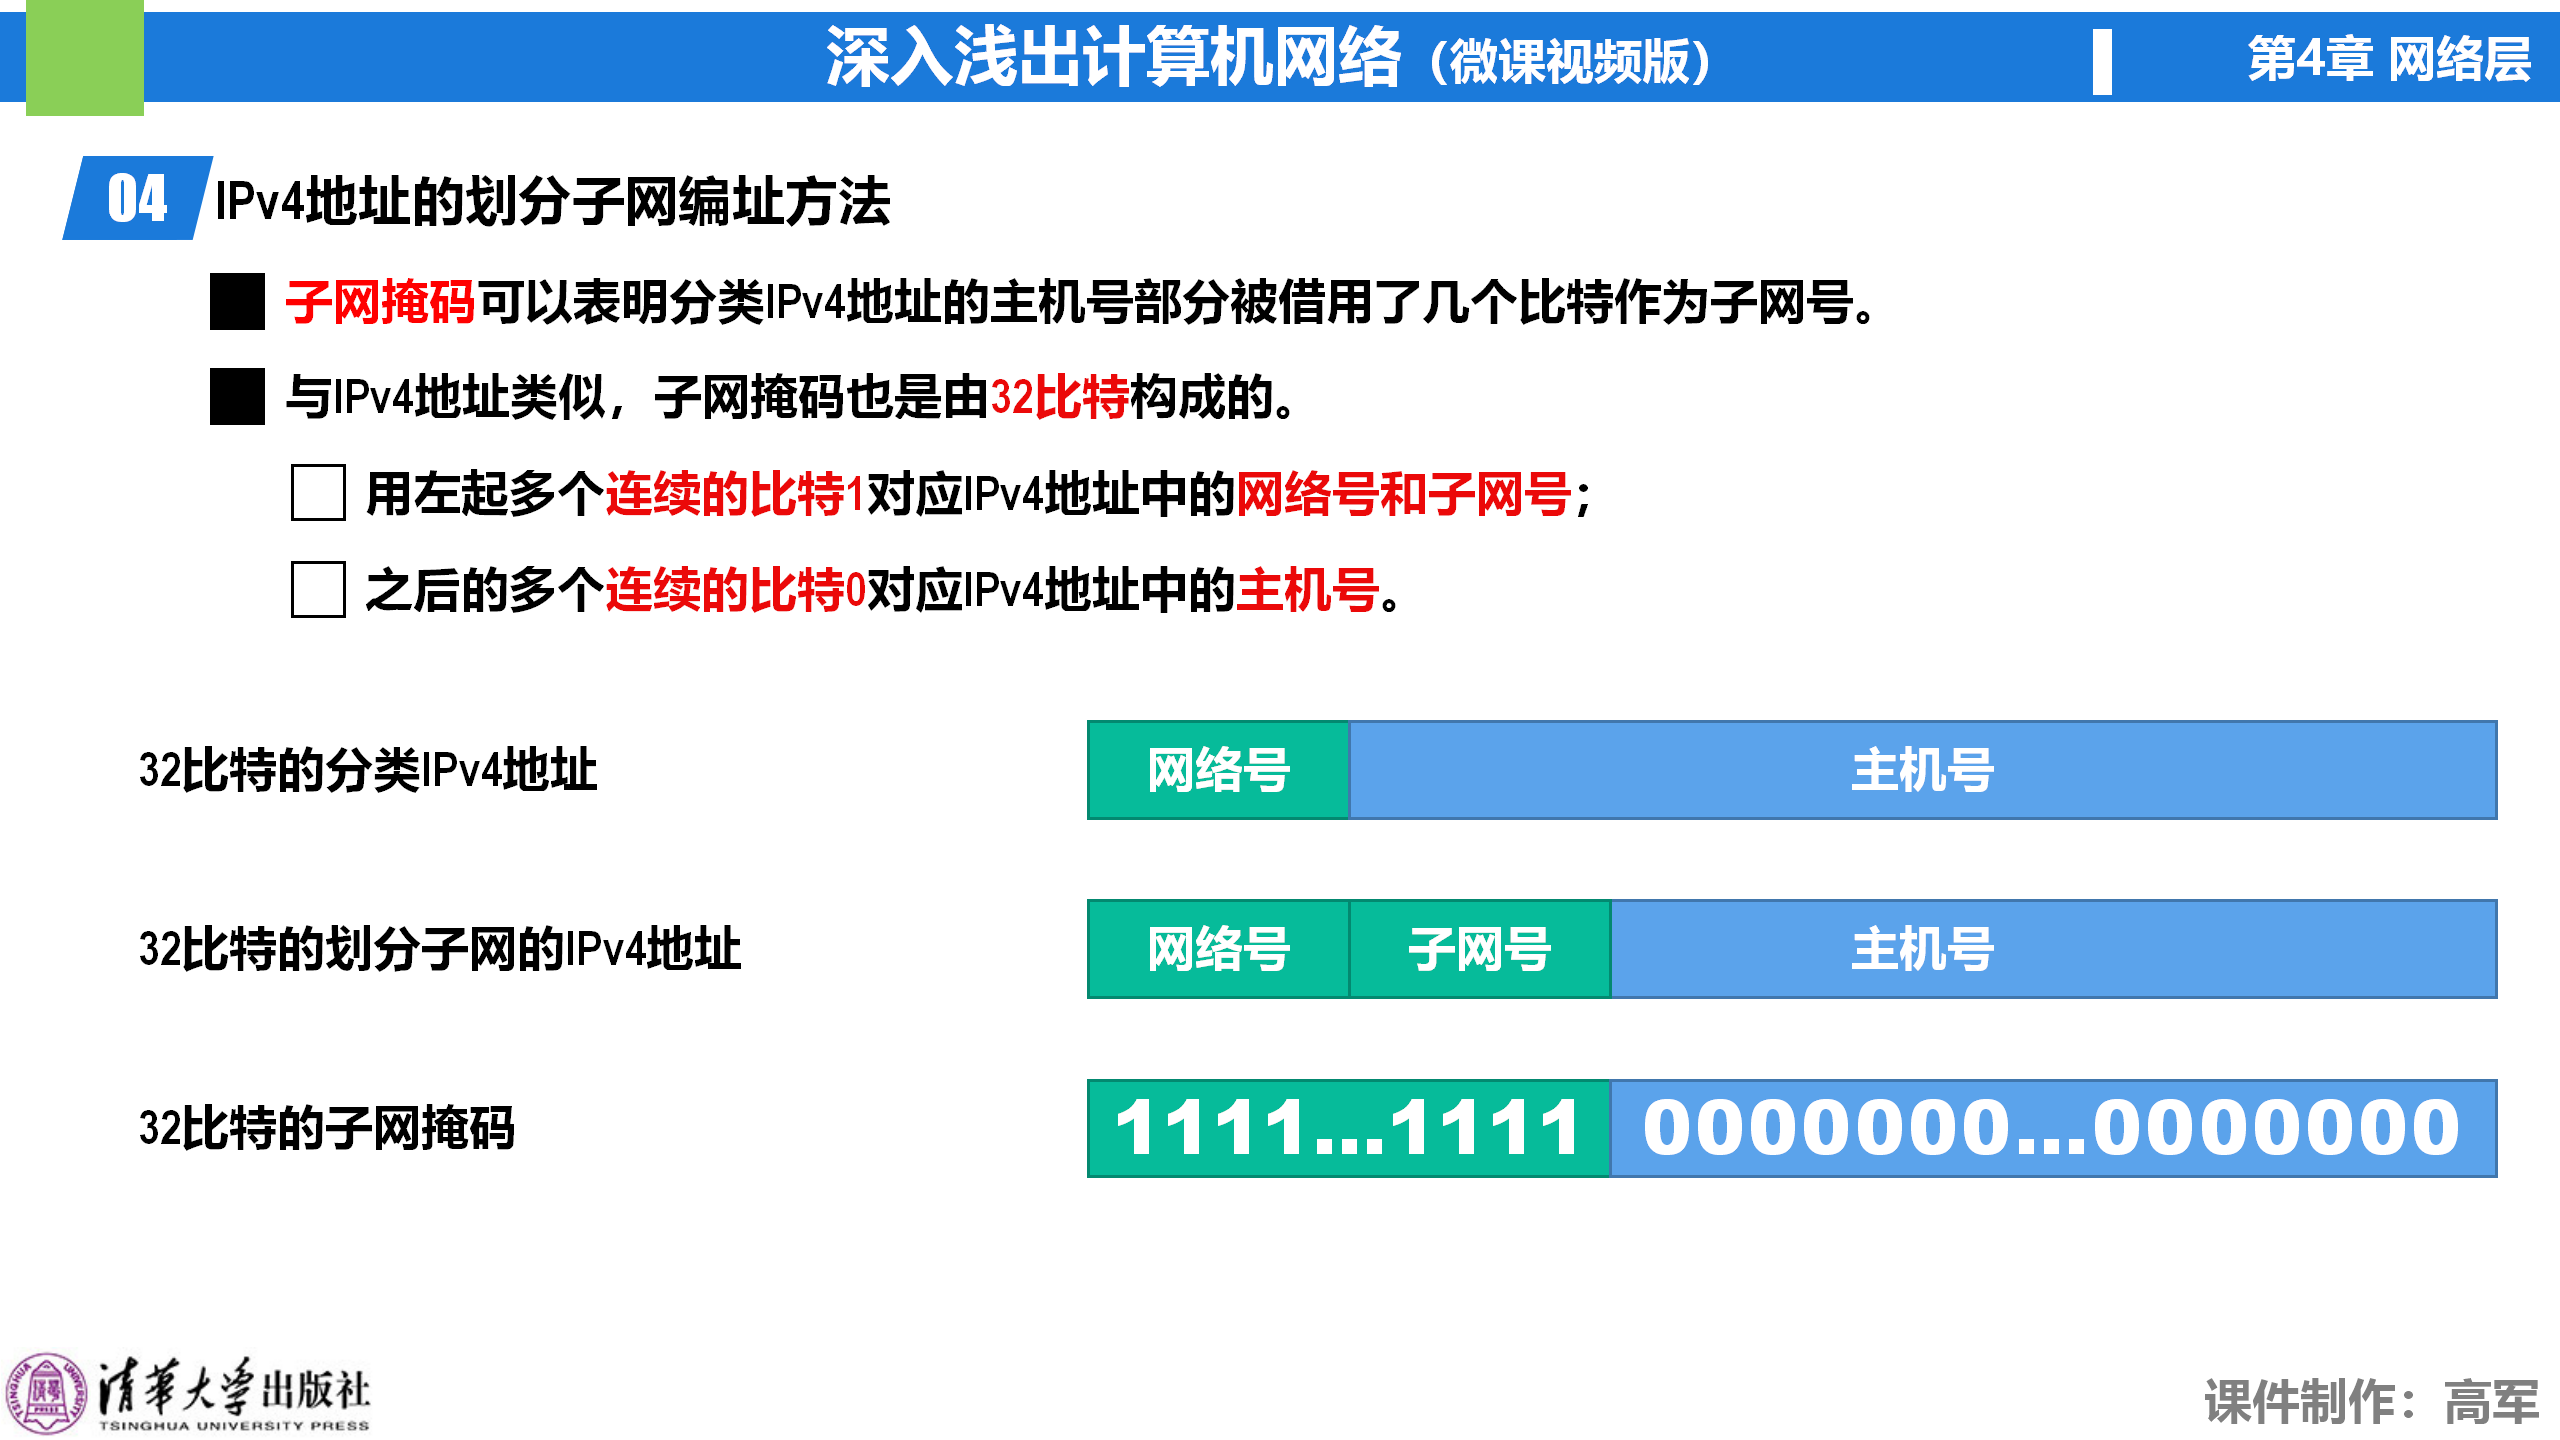 深入浅出计算机网络（微课视频版）
第4章 网络层
04 IPv4地址的划分子网编址方法
子网掩码可以表明分类IPv4地址的主机号部分被借用了几个比特作为子网号。
与IPv4地址类似，子网掩码也是由32比特构成的。
用左起多个连续的比特1对应IPv4地址中的网络号和子网号；
之后的多个连续的比特0对应IPv4地址中的主机号。
32比特的分类IPv4地址
网络号 主机号
32比特的划分子网的IPv4地址
网络号 子网号 主机号
32比特的子网掩码
1111...1111 0000000...0000000
清華大学出版社
TSINGHUA UNIVERSITY PRESS
课件制作：高军